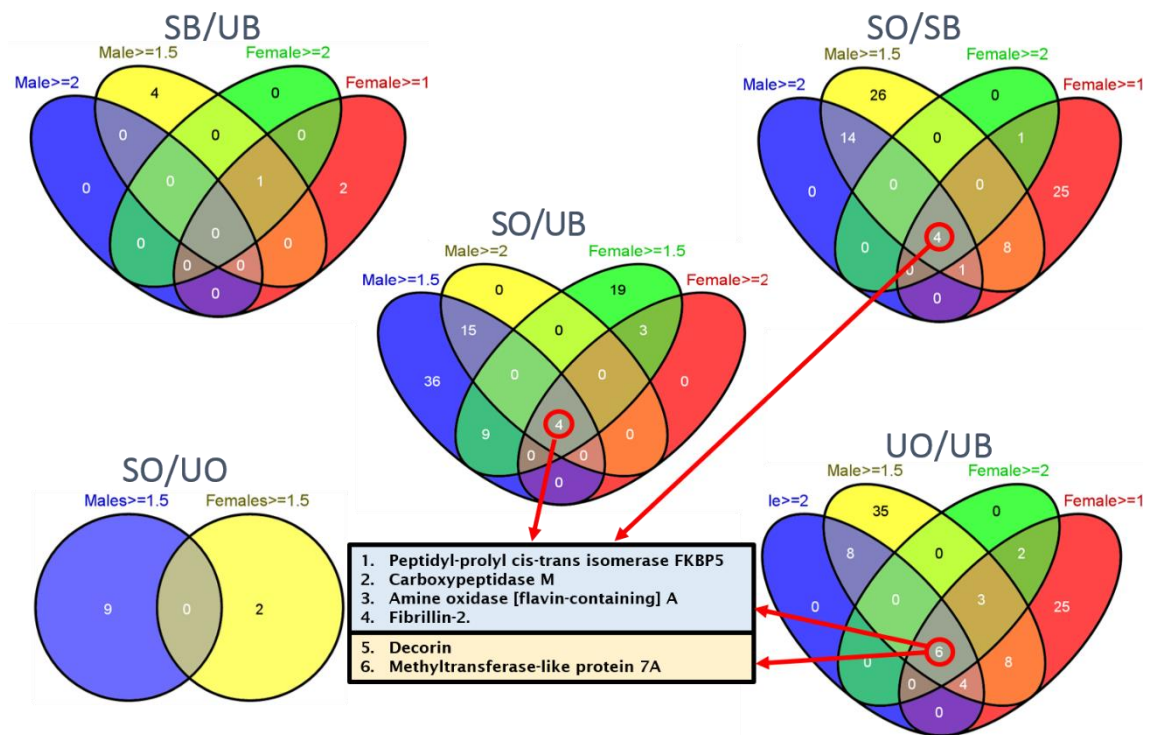 SB/UB
Male>=1.5
Female>=2
Male>=2
Female>=1
4
0
0
0
0
0
0
1
2
0
0
0
0
0
0
SO/SB
Male>=1.5
Female>=2
Male>=2
Female>=1
26
0
14
0
1
0
0
0
25
4
0
8
0
1
0
SO/UB
Male>=2
Female>=1.5
Male>=1.5
Female>=2
0
19
15
0
3
36
0
0
0
4
9
0
0
0
0
SO/UO
Males>=1.5
Females>=1.5
9
0
2
UO/UB
Male>=1.5
Female>=2
le>=2
Female>=1
35
0
8
0
2
0
0
3
25
6
0
8
0
4
0
1. Peptidyl-prolyl cis-trans isomerase FKBP5
2. Carboxypeptidase M
3. Amine oxidase [flavin-containing] A
4. Fibrillin-2.
5. Decorin
6. Methyltransferase-like protein 7A